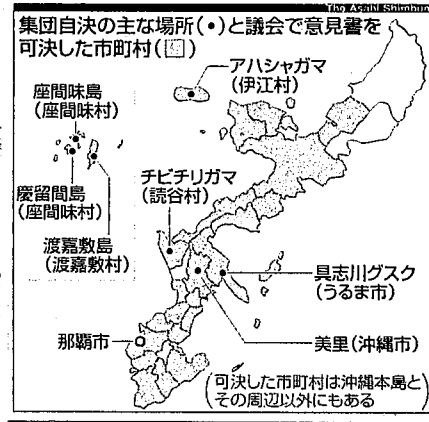 The Asahi Shimbun
集団自決の主な場所(•)と議会で意見書を
可決した市町村(　)
アハシャガマ
(伊江村)
座間味島
(座間味村)
慶留間島
(座間味村)
渡嘉敷島
(渡嘉敷村)
チビチリガマ
(読谷村)
具志川グスク
(うるま市)
美里(沖縄市)
那覇市
(可決した市町村は沖縄本島と
その周辺以外にもある)